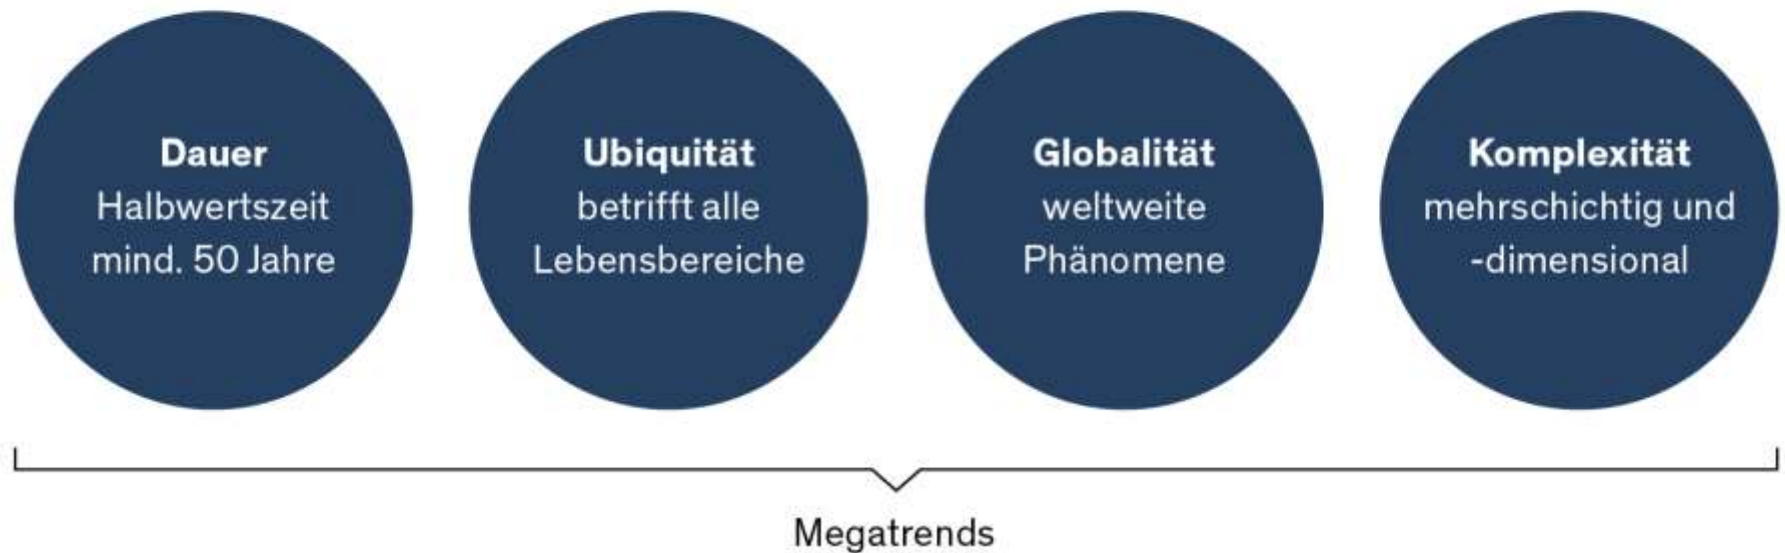 Dauer
Halbwertszeit
mind. 50 Jahre
Ubiquität
betrifft alle
Lebensbereiche
Globalität
weltweite
Phänomene
Komplexität
mehrschichtig und
-dimensional
Megatrends